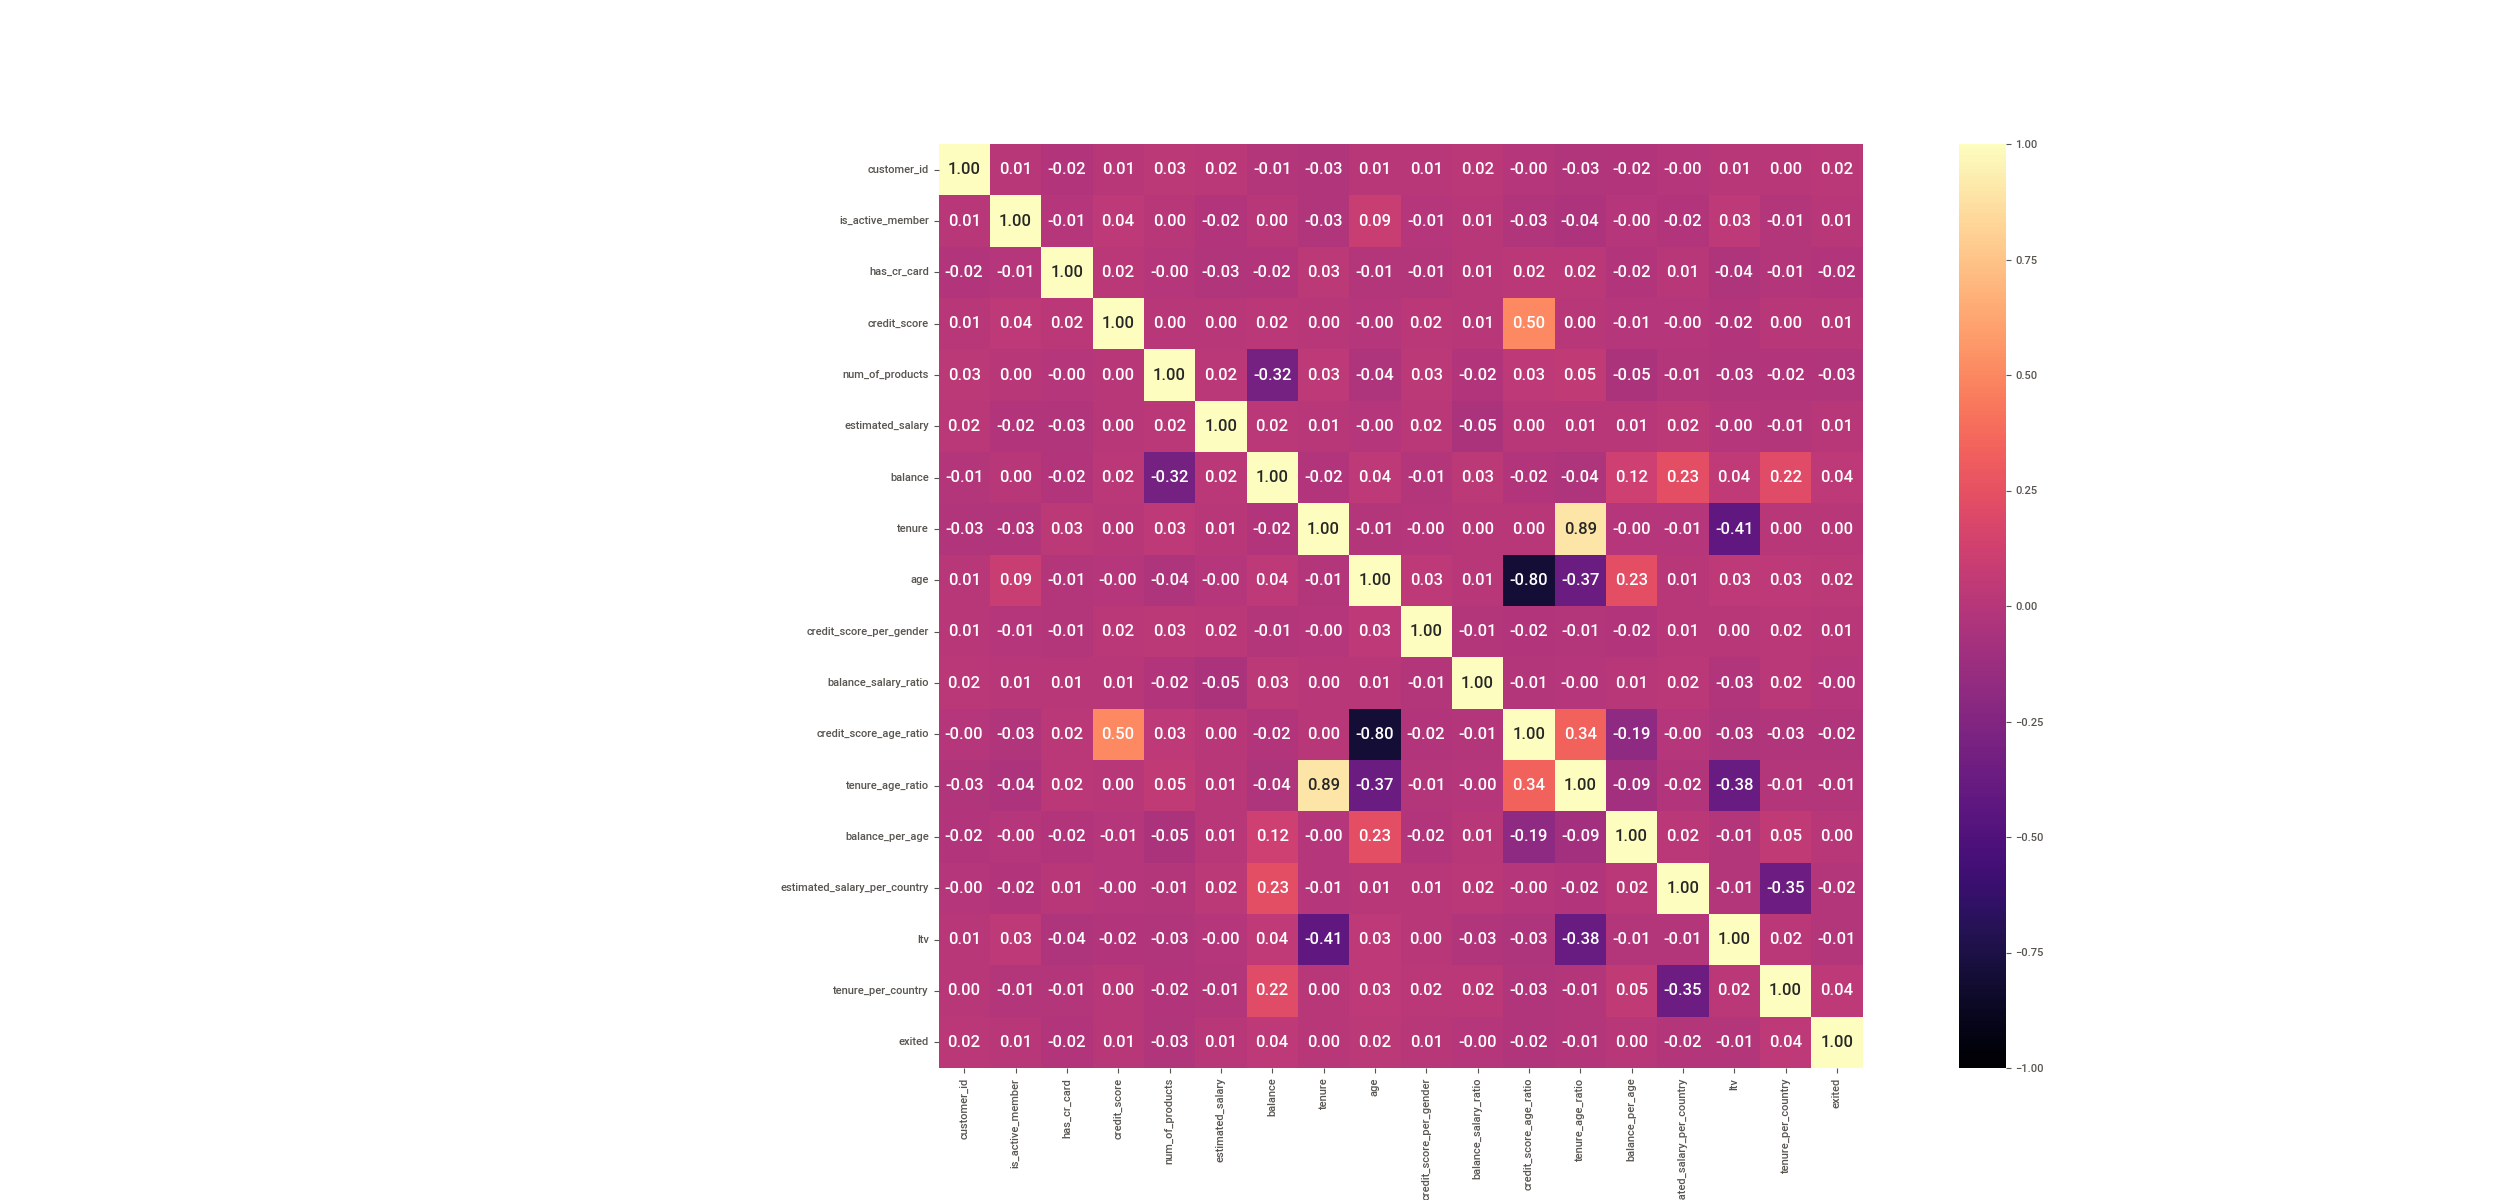 customer_id 1.00 0.01 -0.02 0.01 0.03 0.02 -0.01 -0.03 0.01 0.01 0.02 -0.00 -0.03 -0.02 -0.00 0.01 0.00 0.02
is_active_member 0.01 1.00 -0.01 0.04 0.00 -0.02 0.00 -0.03 0.09 -0.01 0.01 -0.03 -0.04 -0.00 -0.02 0.03 -0.01 0.01
has_cr_card -0.02 -0.01 1.00 0.02 -0.00 -0.03 -0.02 0.03 -0.01 -0.01 0.01 0.02 0.02 -0.02 0.01 -0.04 -0.01 -0.02
credit_score 0.01 0.04 0.02 1.00 0.00 0.00 0.02 0.00 -0.00 0.02 0.01 0.50 0.00 -0.01 -0.00 -0.02 0.00 0.01
num_of_products 0.03 0.00 -0.00 0.00 1.00 0.02 -0.32 0.03 -0.04 0.03 -0.02 0.03 0.05 -0.05 -0.01 -0.03 -0.02 -0.03
estimated_salary 0.02 -0.02 -0.03 0.00 0.02 1.00 0.02 0.01 -0.00 0.02 -0.05 0.00 0.01 0.01 0.02 -0.00 -0.01 0.01
balance -0.01 0.00 -0.02 0.02 -0.32 0.02 1.00 -0.02 0.04 -0.01 0.03 -0.02 -0.04 0.12 0.23 0.04 0.22 0.04
tenure -0.03 -0.03 0.03 0.00 0.03 0.01 -0.02 1.00 -0.01 -0.00 0.00 0.00 0.89 -0.00 -0.01 -0.41 0.00 0.00
age 0.01 0.09 -0.01 -0.00 -0.04 -0.00 0.04 -0.01 1.00 0.03 0.01 -0.80 -0.37 0.23 0.01 0.03 0.03 0.02
credit_score_per_gender 0.01 -0.01 -0.01 0.02 0.03 0.02 -0.01 -0.00 0.03 1.00 -0.01 -0.02 -0.01 -0.02 0.01 0.00 0.02 0.01
balance_salary_ratio 0.02 0.01 0.01 0.01 -0.02 -0.05 0.03 0.00 0.01 -0.01 1.00 -0.01 -0.00 0.01 0.02 -0.03 0.02 -0.00
credit_score_age_ratio -0.00 -0.03 0.02 0.50 0.03 0.00 -0.02 0.00 -0.80 -0.02 -0.01 1.00 0.34 -0.19 -0.00 -0.03 -0.03 -0.02
tenure_age_ratio -0.03 -0.04 0.02 0.00 0.05 0.01 -0.04 0.89 -0.37 -0.01 -0.00 0.34 1.00 -0.09 -0.02 -0.38 -0.01 -0.01
balance_per_age -0.02 -0.00 -0.02 -0.01 -0.05 0.01 0.12 -0.00 0.23 -0.02 0.01 -0.19 -0.09 1.00 0.02 -0.01 0.05 0.00
estimated_salary_per_country -0.00 -0.02 0.01 -0.00 -0.01 0.02 0.23 -0.01 0.01 0.01 0.02 -0.00 -0.02 0.02 1.00 -0.01 -0.35 -0.02
ltv 0.01 0.03 -0.04 -0.02 -0.03 -0.00 0.04 -0.41 0.03 0.00 -0.03 -0.03 -0.38 -0.01 -0.01 1.00 0.02 -0.01
tenure_per_country 0.00 -0.01 -0.01 0.00 -0.02 -0.01 0.22 0.00 0.03 0.02 0.02 -0.03 -0.01 0.05 -0.35 0.02 1.00 0.04
exited 0.02 0.01 -0.02 0.01 -0.03 0.01 0.04 0.00 0.02 0.01 -0.00 -0.02 -0.01 0.00 -0.02 -0.01 0.04 1.00
customer_id
is_active_member
has_cr_card
credit_score
num_of_products
estimated_salary
balance
tenure
age
credit_score_per_gender
balance_salary_ratio
credit_score_age_ratio
tenure_age_ratio
balance_per_age
ated_salary_per_country
ltv
tenure_per_country
exited
1.00
0.75
0.50
0.25
0.00
−0.25
−0.50
−0.75
−1.00